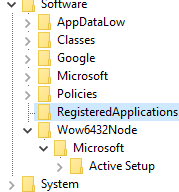 Software
AppDataLow
Classes
Google
Microsoft
Policies
RegisteredApplications
Wow6432Node
Microsoft
Active Setup
System